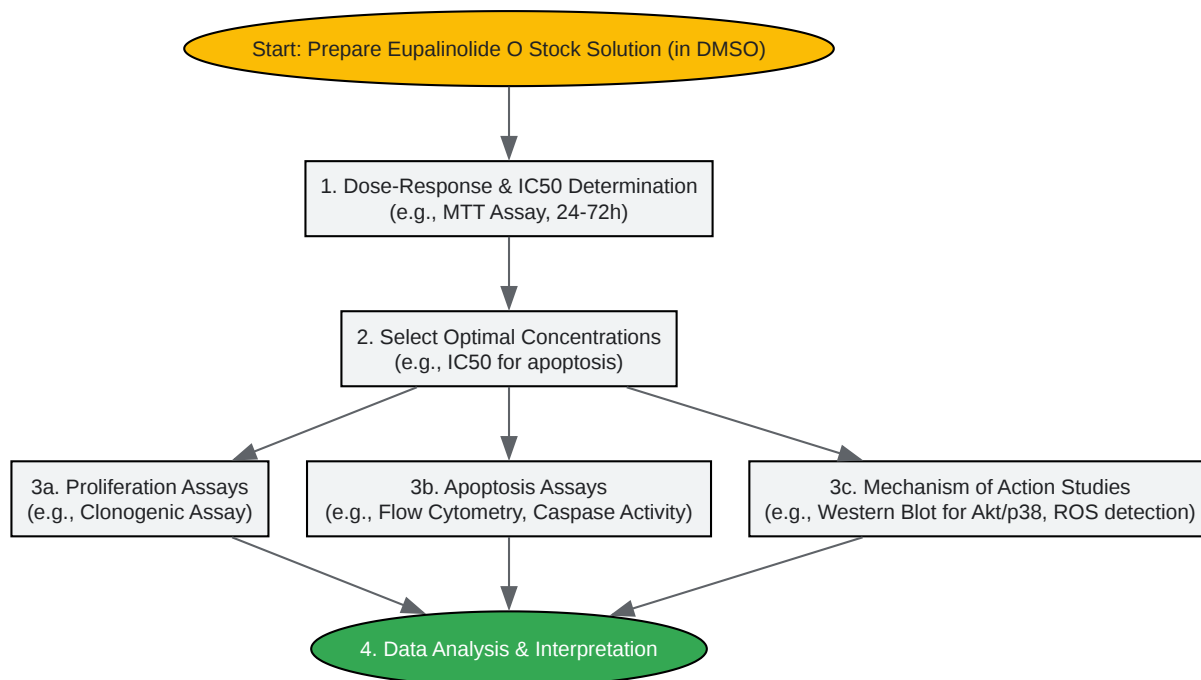 Start: Prepare Eupalinolide O Stock Solution (in DMSO)
1. Dose-Response & IC50 Determination
(e.g., MTT Assay, 24-72h)
2. Select Optimal Concentrations
(e.g., IC50 for apoptosis)
3a. Proliferation Assays
(e.g., Clonogenic Assay)
3b. Apoptosis Assays
(e.g., Flow Cytometry, Caspase Activity)
3c. Mechanism of Action Studies
(e.g., Western Blot for Akt/p38, ROS detection)
4. Data Analysis & Interpretation